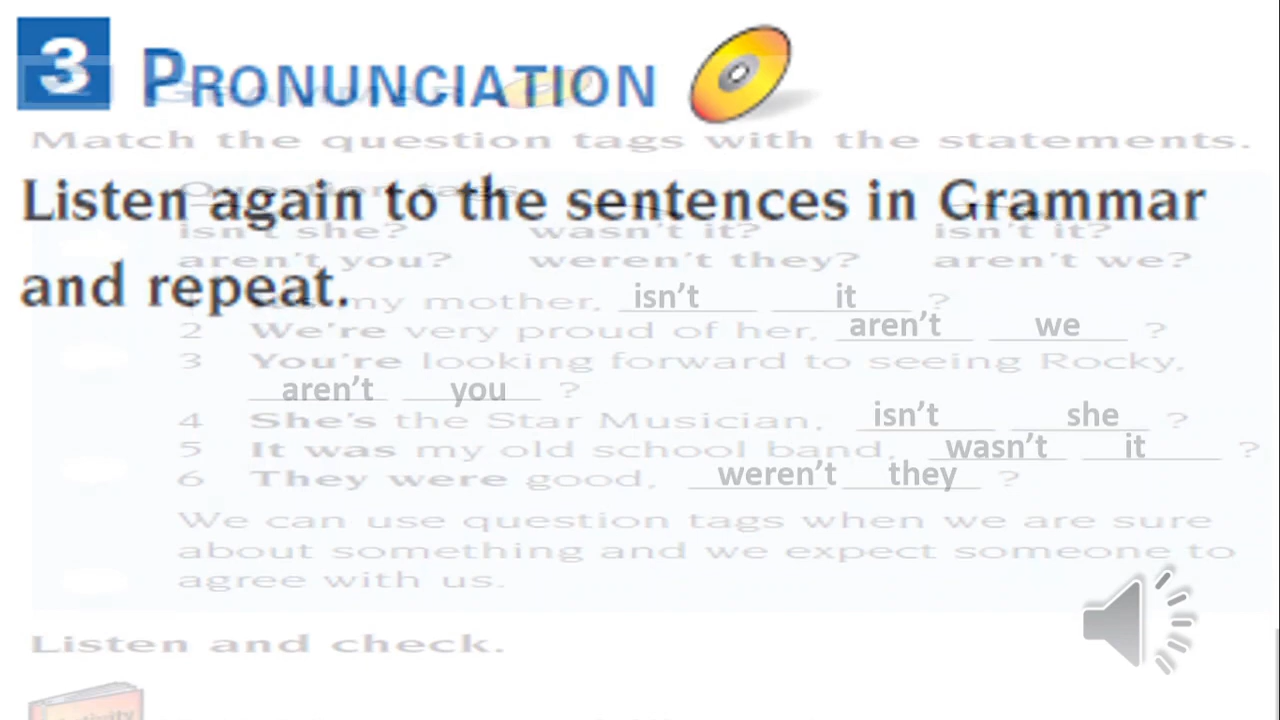 3 PRONUNCIATION
GRAMMAR
Match the question tags with the statements.
Listen again to the sentences in Grammar
Question tags
isn't she? wasn't it? isn't it?
aren't you? weren't they? aren't we?
and repeat.
my mother, isn't it ?
2 We're very proud of her, aren't we ?
3 You're looking forward to seeing Rocky,
aren't you ?
4 She's the Star Musician, isn't she ?
5 It was my old school band, wasn't it ?
6 They were good, weren't they ?
We can use question tags when we are sure
about something and we expect someone to
agree with us.
Listen and check.
Activity